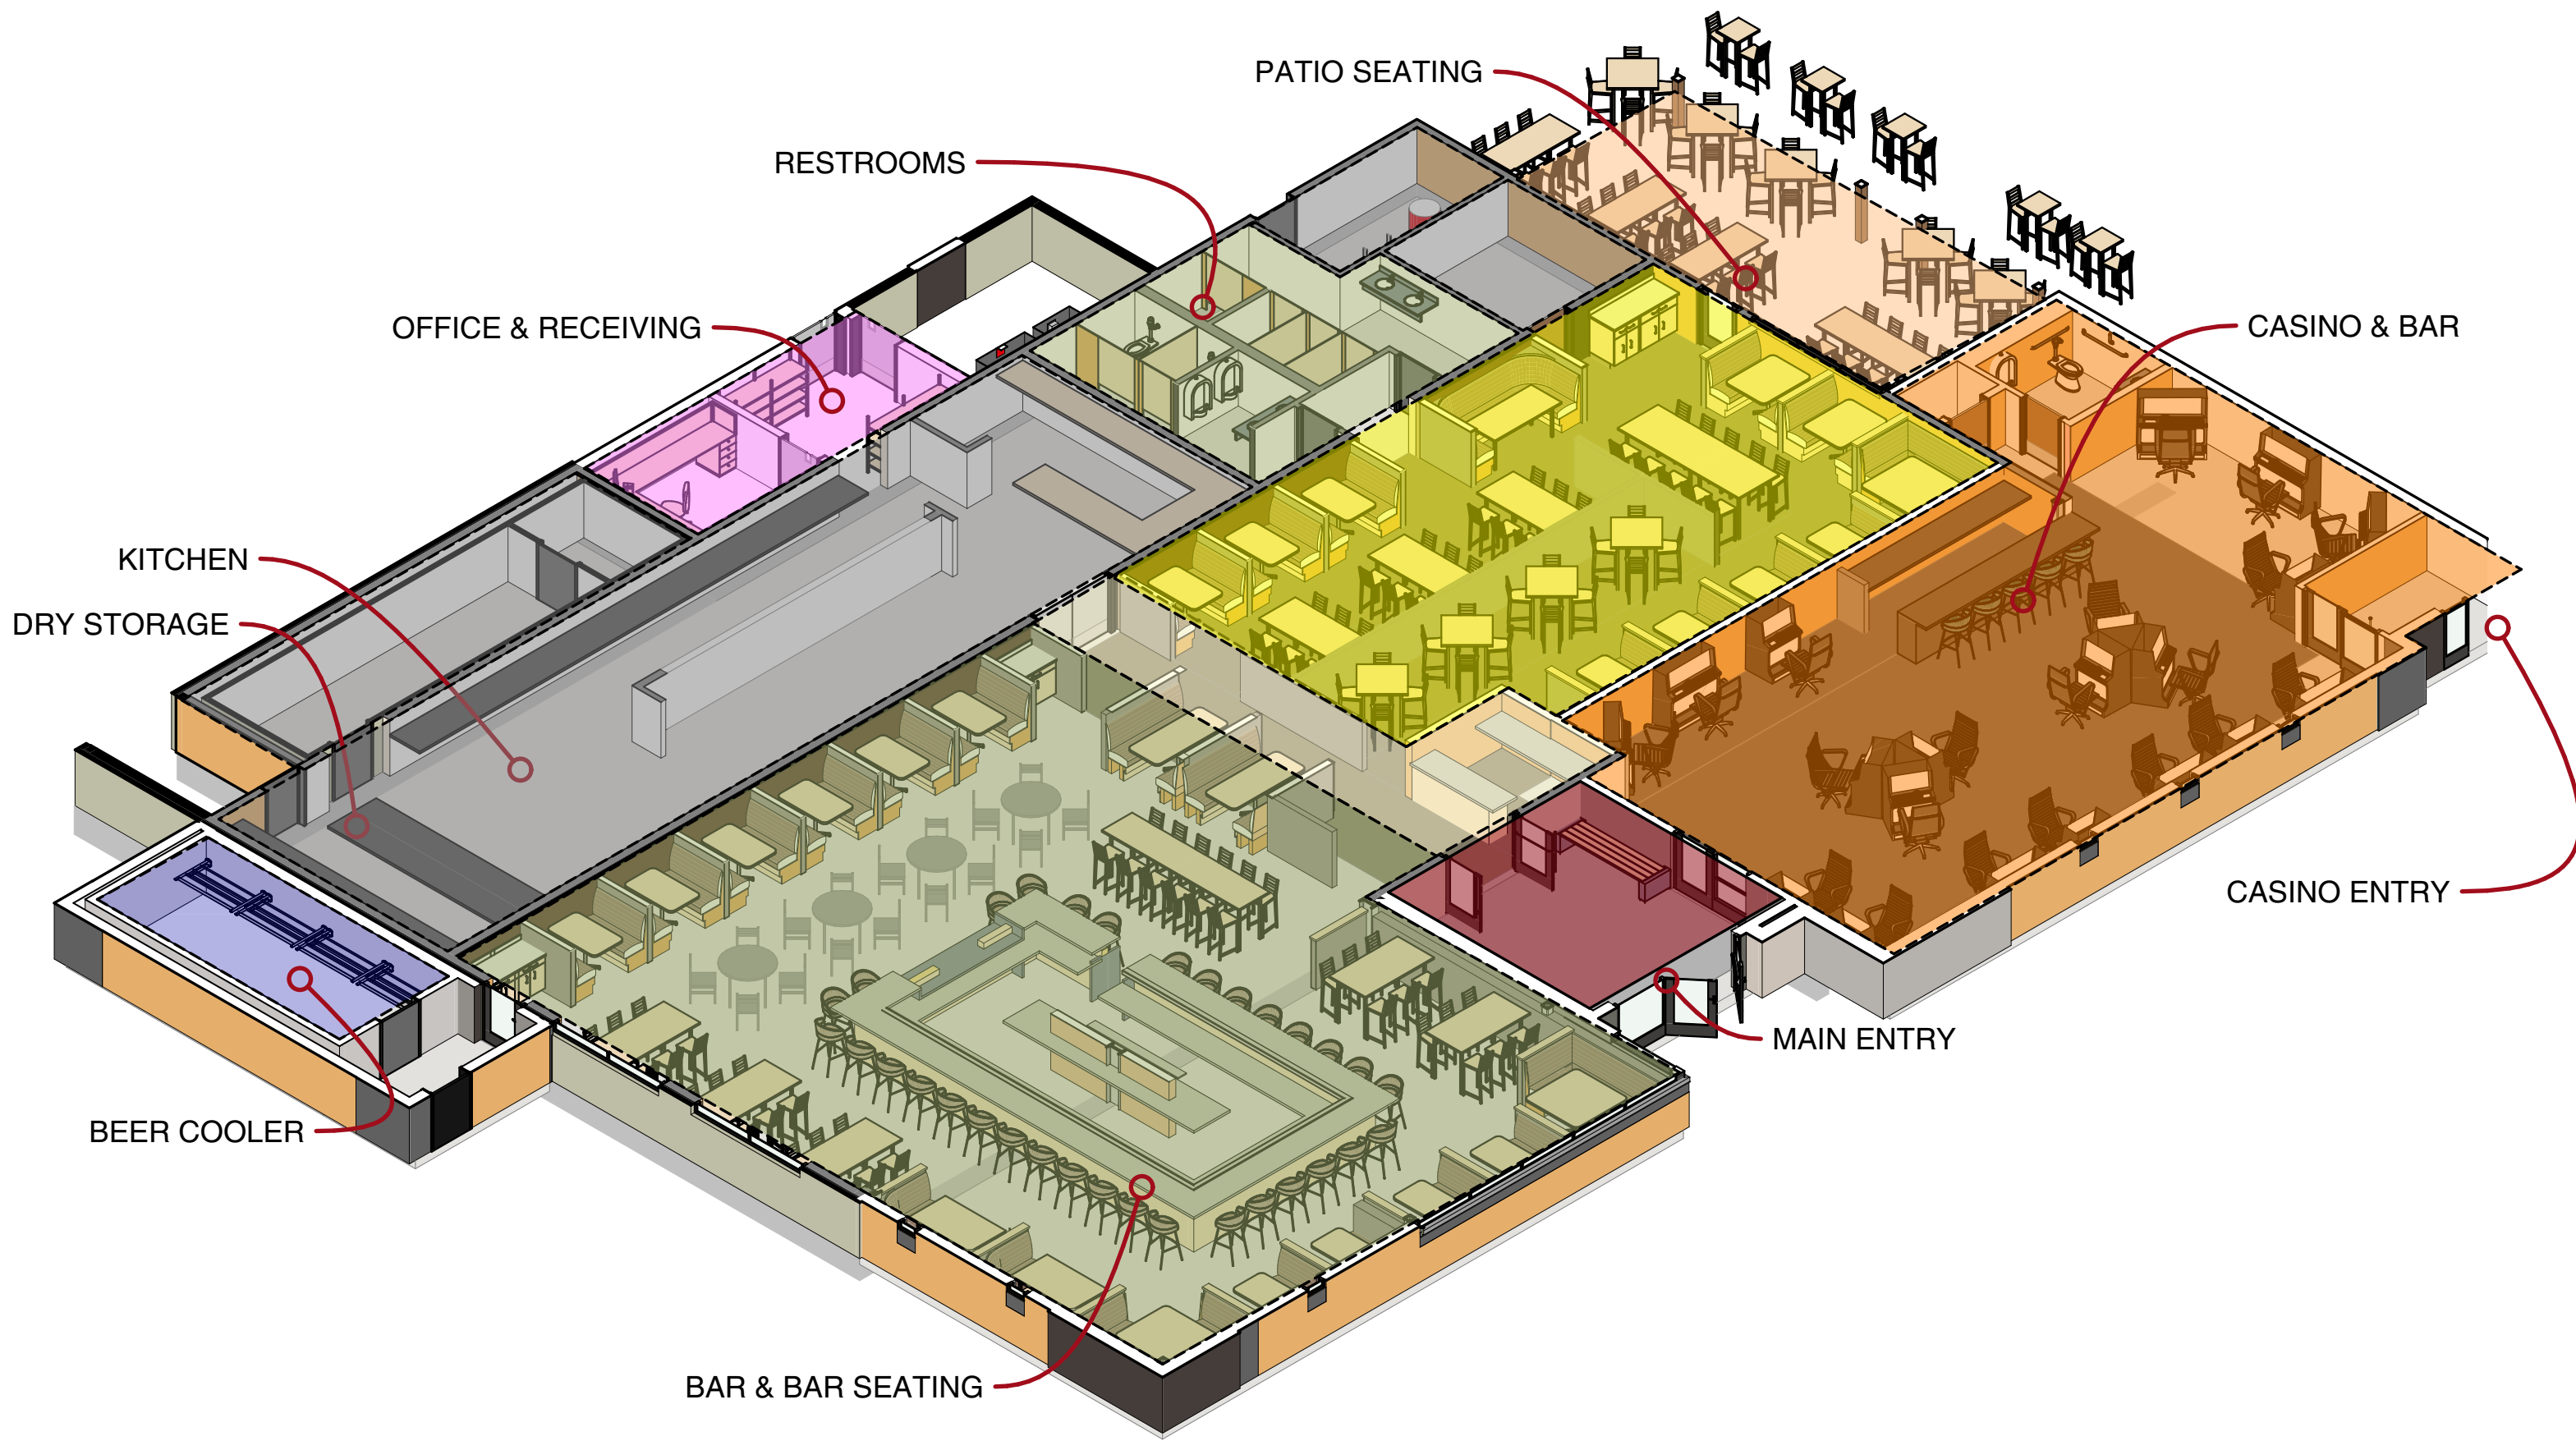 PATIO SEATING
RESTROOMS
OFFICE & RECEIVING
CASINO & BAR
KITCHEN
DRY STORAGE
CASINO ENTRY
MAIN ENTRY
BEER COOLER
BAR & BAR SEATING